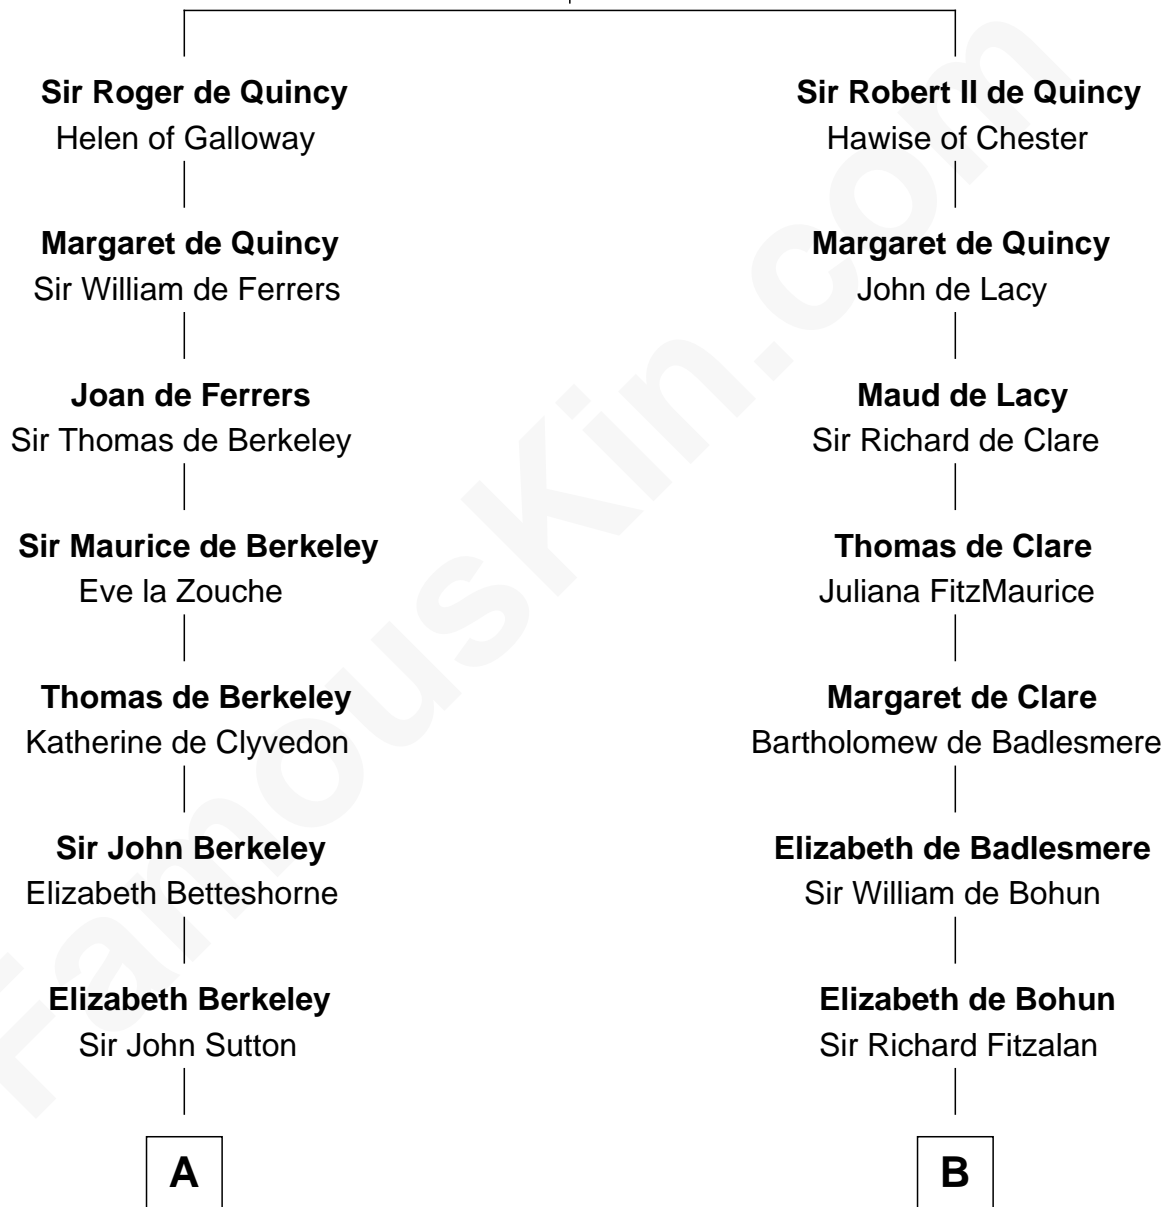 Sir Roger de Quincy
Helen of Galloway
Sir Robert II de Quincy
Hawise of Chester
Margaret de Quincy
Sir William de Ferrers
Margaret de Quincy
John de Lacy
Joan de Ferrers
Sir Thomas de Berkeley
Maud de Lacy
Sir Richard de Clare
Sir Maurice de Berkeley
Eve la Zouche
Thomas de Clare
Juliana FitzMaurice
Thomas de Berkeley
Katherine de Clyvedon
Margaret de Clare
Bartholomew de Badlesmere
Sir John Berkeley
Elizabeth Betteshorne
Elizabeth de Badlesmere
Sir William de Bohun
Elizabeth Berkeley
Sir John Sutton
Elizabeth de Bohun
Sir Richard Fitzalan
A
B
FamousKin.com